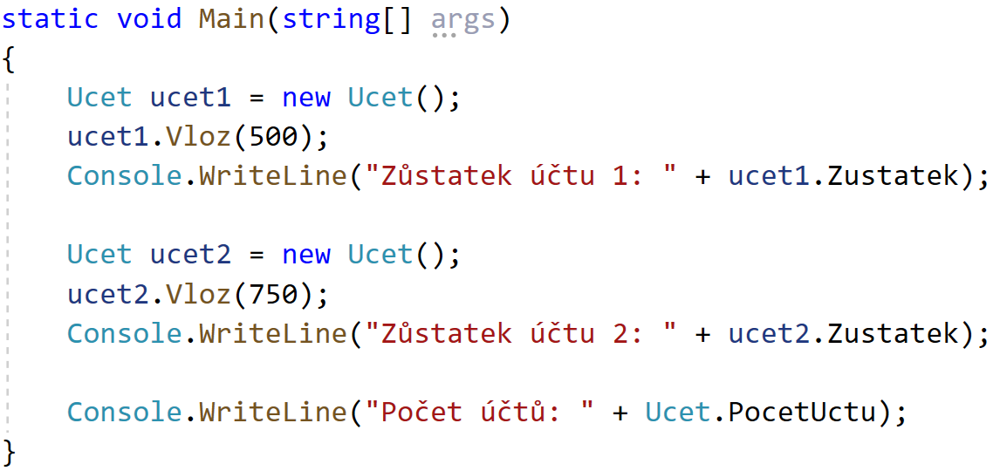 static void Main(string[] args)
{
    Ucet ucet1 = new Ucet();
    ucet1.Vloz(500);
    Console.WriteLine("Zůstatek účtu 1: " + ucet1.Zustatek);

    Ucet ucet2 = new Ucet();
    ucet2.Vloz(750);
    Console.WriteLine("Zůstatek účtu 2: " + ucet2.Zustatek);

    Console.WriteLine("Počet účtů: " + Ucet.PocetUctu);
}